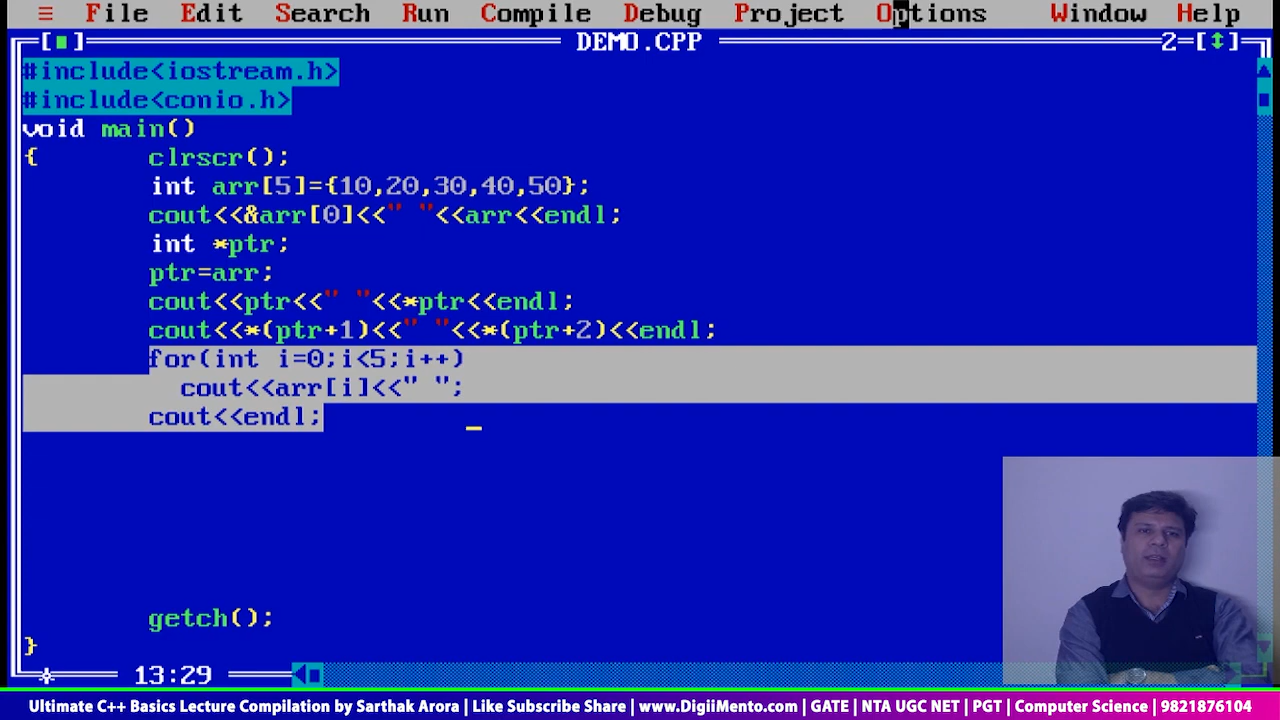 ≡ File Edit Search Run Compile Debug Project Options Window Help
[■] DEMO.CPP 2=[↕]
#include<iostream.h>
#include<conio.h>
void main()
{ clrscr();
int arr[5]={10,20,30,40,50};
cout<<&arr[0]<<" "<<arr<<endl;
int *ptr;
ptr=arr;
cout<<ptr<<" "<<*ptr<<endl;
cout<<*(ptr+1)<<" "<<*(ptr+2)<<endl;
for(int i=0;i<5;i++)
cout<<arr[i]<<" ";
cout<<endl;
getch();
}
13:29
Ultimate C++ Basics Lecture Compilation by Sarthak Arora | Like Subscribe Share | www.DigiiMento.com | GATE | NTA UGC NET | PGT | Computer Science | 9821876104